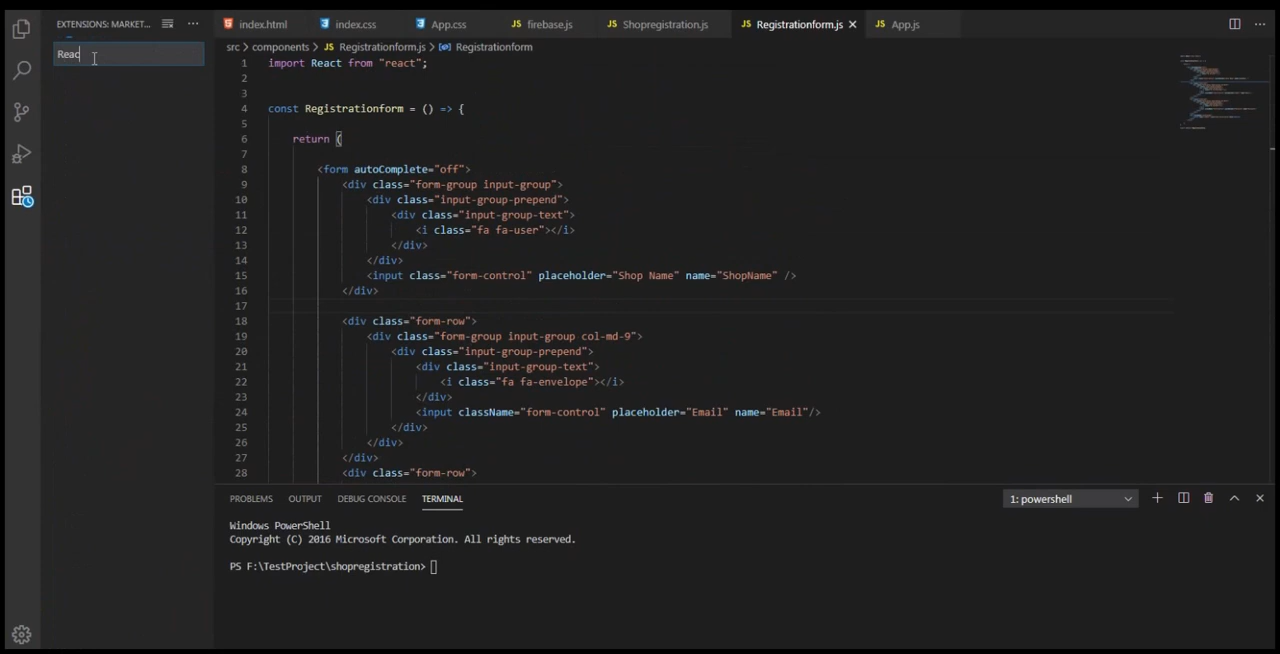 EXTENSIONS: MARKET...
Reac
index.html
index.css
App.css
JS firebase.js
JS Shopregistration.js
JS Registrationform.js
JS App.js
src > components > JS Registrationform.js > Registrationform
1 import React from "react";
2
3
4 const Registrationform = () => {
5
6 return (
7
8 <form autoComplete="off">
9 <div class="form-group input-group">
10 <div class="input-group-prepend">
11 <div class="input-group-text">
12 <i class="fa fa-user"></i>
13 </div>
14 </div>
15 <input class="form-control" placeholder="Shop Name" name="ShopName" />
16 </div>
17
18 <div class="form-row">
19 <div class="form-group input-group col-md-9">
20 <div class="input-group-prepend">
21 <div class="input-group-text">
22 <i class="fa fa-envelope"></i>
23 </div>
24 <input className="form-control" placeholder="Email" name="Email"/>
25 </div>
26 </div>
27 </div>
28 <div class="form-row">
PROBLEMS OUTPUT DEBUG CONSOLE TERMINAL
1: powershell
Windows PowerShell
Copyright (C) 2016 Microsoft Corporation. All rights reserved.
PS F:\TestProject\shopregistration>